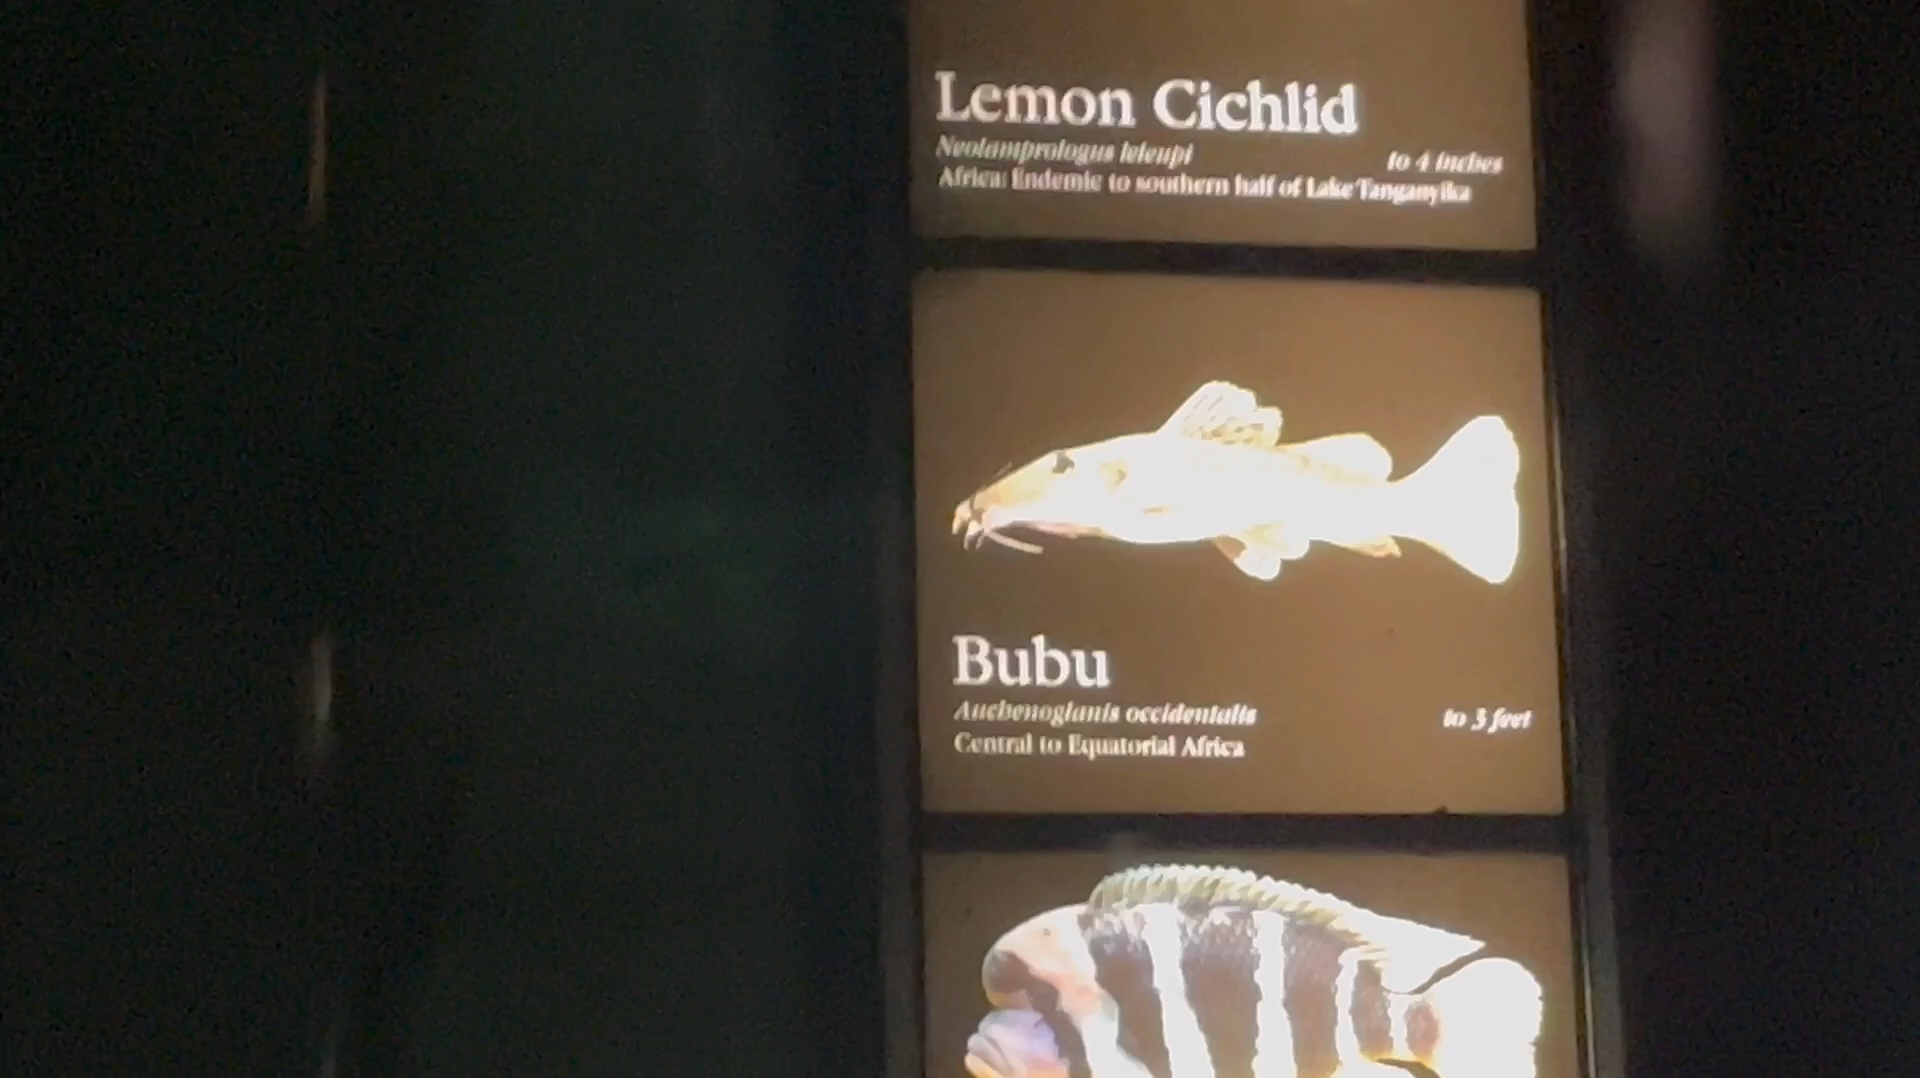 Lemon Cichlid
Neolamprologus leleupi
to 4 inches
Africa: Endemic to southern half of Lake Tanganyika
Bubu
Auchenoglanis occidentalis
to 3 feet
Central to Equatorial Africa